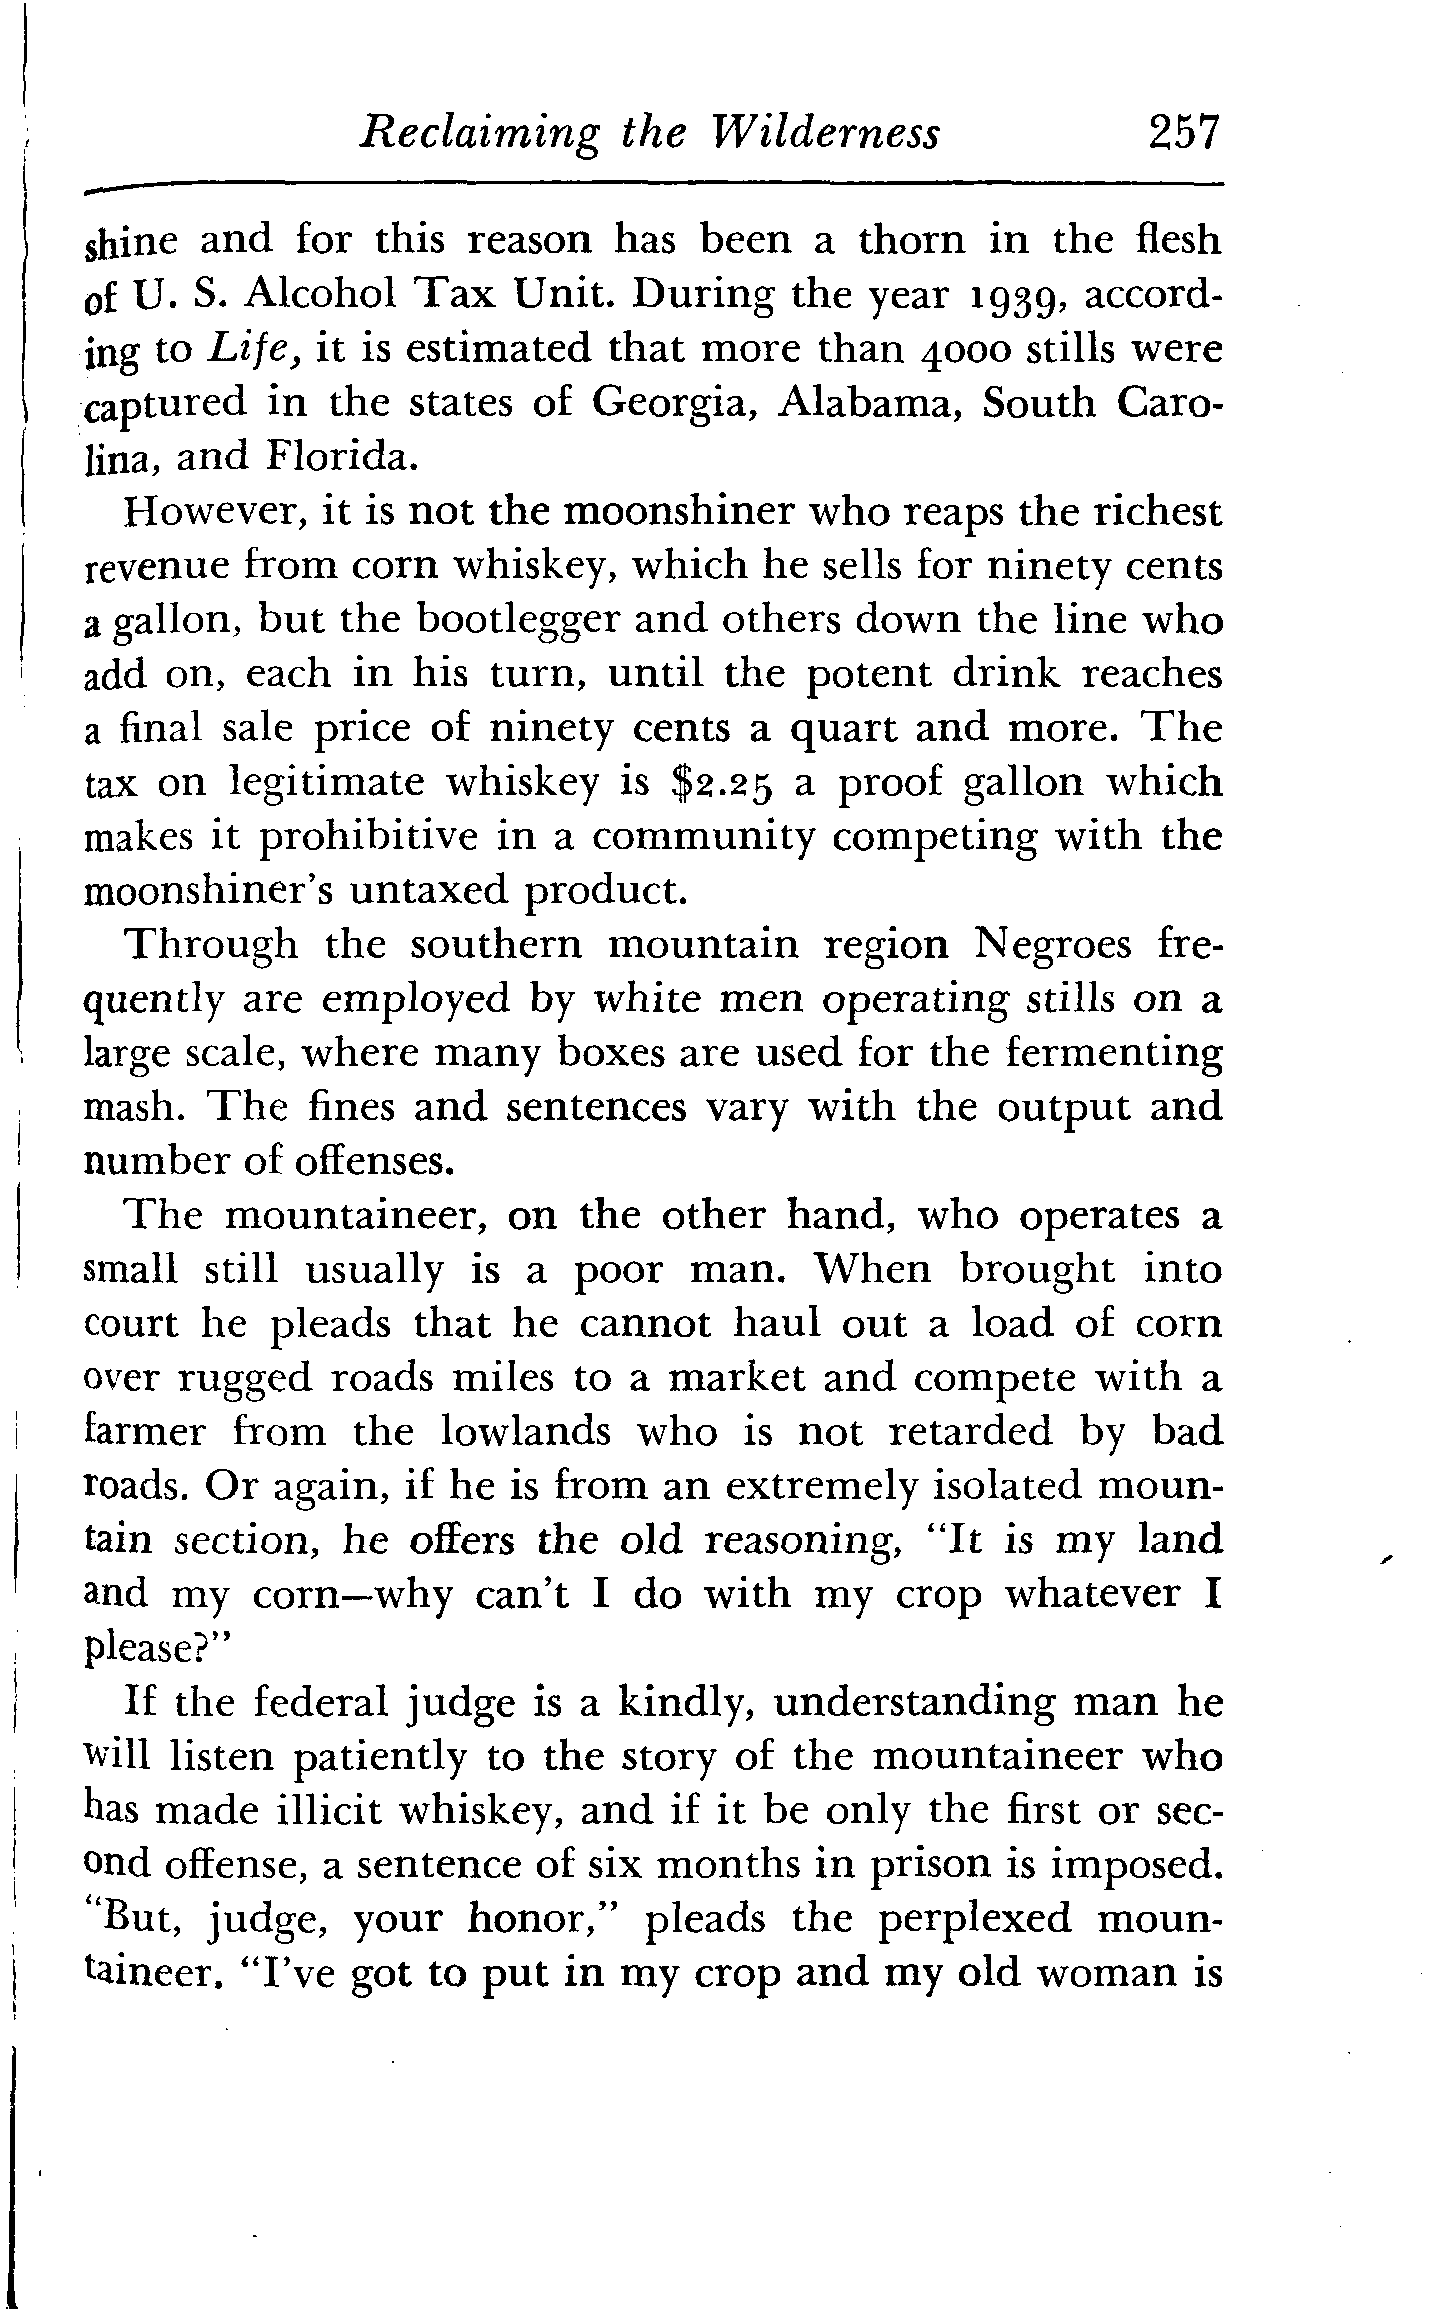 Reclaiming the Wilderness 257
shine and for this reason has been a thorn in the flesh
of U. S. Alcohol Tax Unit. During the year 1939, accord-
ing to Life, it is estimated that more than 4000 stills were
captured in the states of Georgia, Alabama, South Caro-
lina, and Florida.
However, it is not the moonshiner who reaps the richest
revenue from corn whiskey, which he sells for ninety cents
a gallon, but the bootlegger and others down the line who
add on, each in his turn, until the potent drink reaches
a final sale price of ninety cents a quart and more. The
tax on legitimate whiskey is $2.25 a proof gallon which
makes it prohibitive in a community competing with the
moonshiner's untaxed product.
Through the southern mountain region Negroes fre-
quently are employed by white men operating stills on a
large scale, where many boxes are used for the fermenting
mash. The fines and sentences vary with the output and
number of offenses.
The mountaineer, on the other hand, who operates a
small still usually is a poor man. When brought into
court he pleads that he cannot haul out a load of corn
over rugged roads miles to a market and compete with a
farmer from the lowlands who is not retarded by bad
roads. Or again, if he is from an extremely isolated moun-
tain section, he offers the old reasoning, "It is my land
and my corn—why can't I do with my crop whatever I
please?"
If the federal judge is a kindly, understanding man he
will listen patiently to the story of the mountaineer who
has made illicit whiskey, and if it be only the first or sec-
ond offense, a sentence of six months in prison is imposed.
"But, judge, your honor," pleads the perplexed moun-
taineer. "I've got to put in my crop and my old woman is